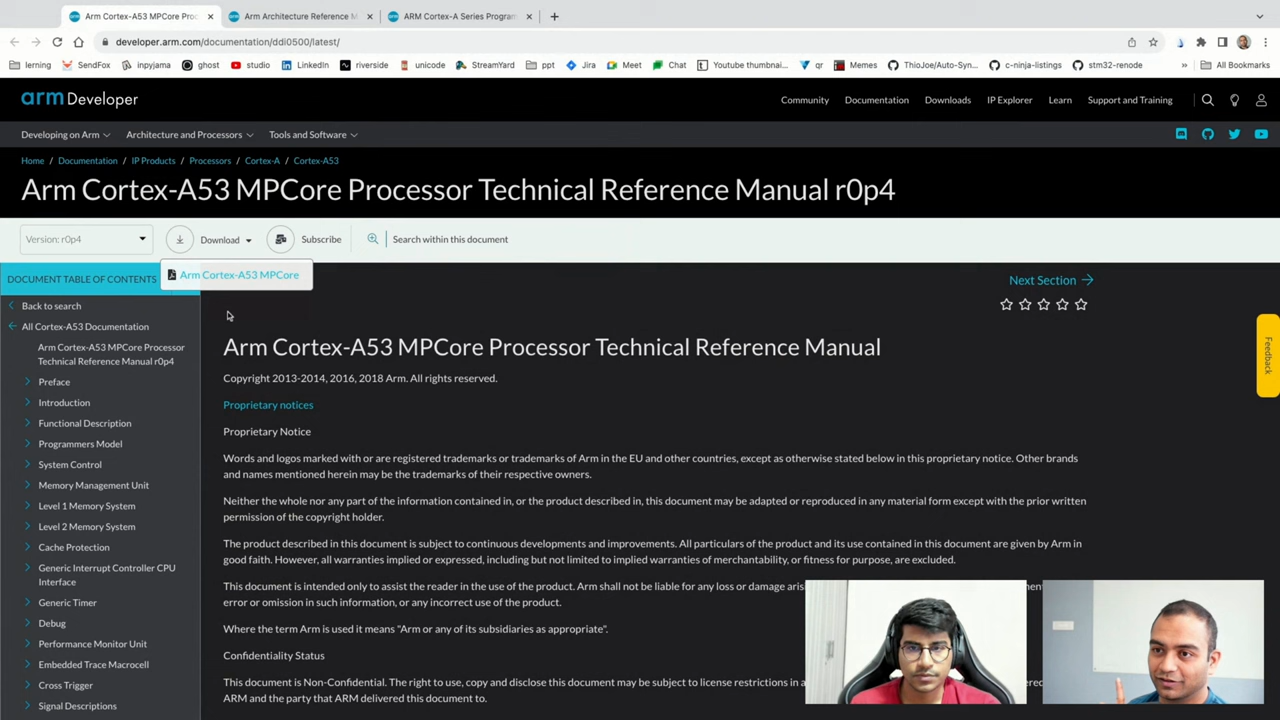 Arm Cortex-A53 MPCore Proc
Arm Architecture Reference M
ARM Cortex-A Series Program
developer.arm.com/documentation/ddi0500/latest/
lerning
SendFox
inpyjama
ghost
studio
LinkedIn
riverside
unicode
StreamYard
ppt
Jira
Meet
Chat
Youtube thumbnai...
qr
Memes
ThioJoe/Auto-Syn...
c-ninja-listings
stm32-renode
»
All Bookmarks
arm Developer
Community
Documentation
Downloads
IP Explorer
Learn
Support and Training
Developing on Arm
Architecture and Processors
Tools and Software
Home / Documentation / IP Products / Processors / Cortex-A / Cortex-A53
Arm Cortex-A53 MPCore Processor Technical Reference Manual r0p4
Version: r0p4
Download
Subscribe
Search within this document
DOCUMENT TABLE OF CONTENTS
Arm Cortex-A53 MPCore
Next Section
Back to search
All Cortex-A53 Documentation
Arm Cortex-A53 MPCore Processor
Technical Reference Manual r0p4
Preface
Introduction
Functional Description
Programmers Model
System Control
Memory Management Unit
Level 1 Memory System
Level 2 Memory System
Cache Protection
Generic Interrupt Controller CPU
Interface
Generic Timer
Debug
Performance Monitor Unit
Embedded Trace Macrocell
Cross Trigger
Signal Descriptions
Arm Cortex-A53 MPCore Processor Technical Reference Manual
Copyright 2013-2014, 2016, 2018 Arm. All rights reserved.
Proprietary notices
Proprietary Notice
Words and logos marked with or are registered trademarks or trademarks of Arm in the EU and other countries, except as otherwise stated below in this proprietary notice. Other brands
and names mentioned herein may be the trademarks of their respective owners.
Neither the whole nor any part of the information contained in, or the product described in, this document may be adapted or reproduced in any material form except with the prior written
permission of the copyright holder.
The product described in this document is subject to continuous developments and improvements. All particulars of the product and its use contained in this document are given by Arm in
good faith. However, all warranties implied or expressed, including but not limited to implied warranties of merchantability, or fitness for purpose, are excluded.
This document is intended only to assist the reader in the use of the product. Arm shall not be liable for any loss or damage aris
error or omission in such information, or any incorrect use of the product.
Where the term Arm is used it means "Arm or any of its subsidiaries as appropriate".
Confidentiality Status
This document is Non-Confidential. The right to use, copy and disclose this document may be subject to license restrictions in a
ARM and the party that ARM delivered this document to.
Feedback